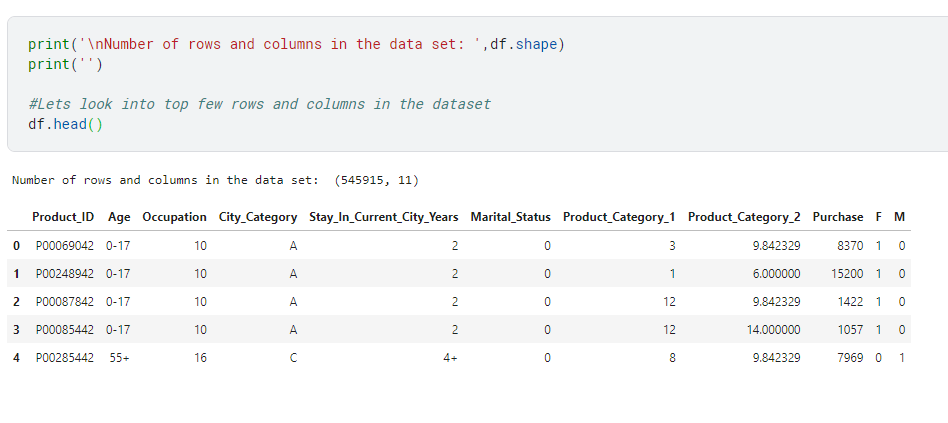 print('\nNumber of rows and columns in the data set: ',df.shape)
print('')
#Lets look into top few rows and columns in the dataset
df.head()
Number of rows and columns in the data set:  (545915, 11)
Product_ID Age Occupation City_Category Stay_In_Current_City_Years Marital_Status Product_Category_1 Product_Category_2 Purchase F M
0 P00069042 0-17 10 A 2 0 3 9.842329 8370 1 0
1 P00248942 0-17 10 A 2 0 1 6.000000 15200 1 0
2 P00087842 0-17 10 A 2 0 12 9.842329 1422 1 0
3 P00085442 0-17 10 A 2 0 12 14.000000 1057 1 0
4 P00285442 55+ 16 C 4+ 0 8 9.842329 7969 0 1